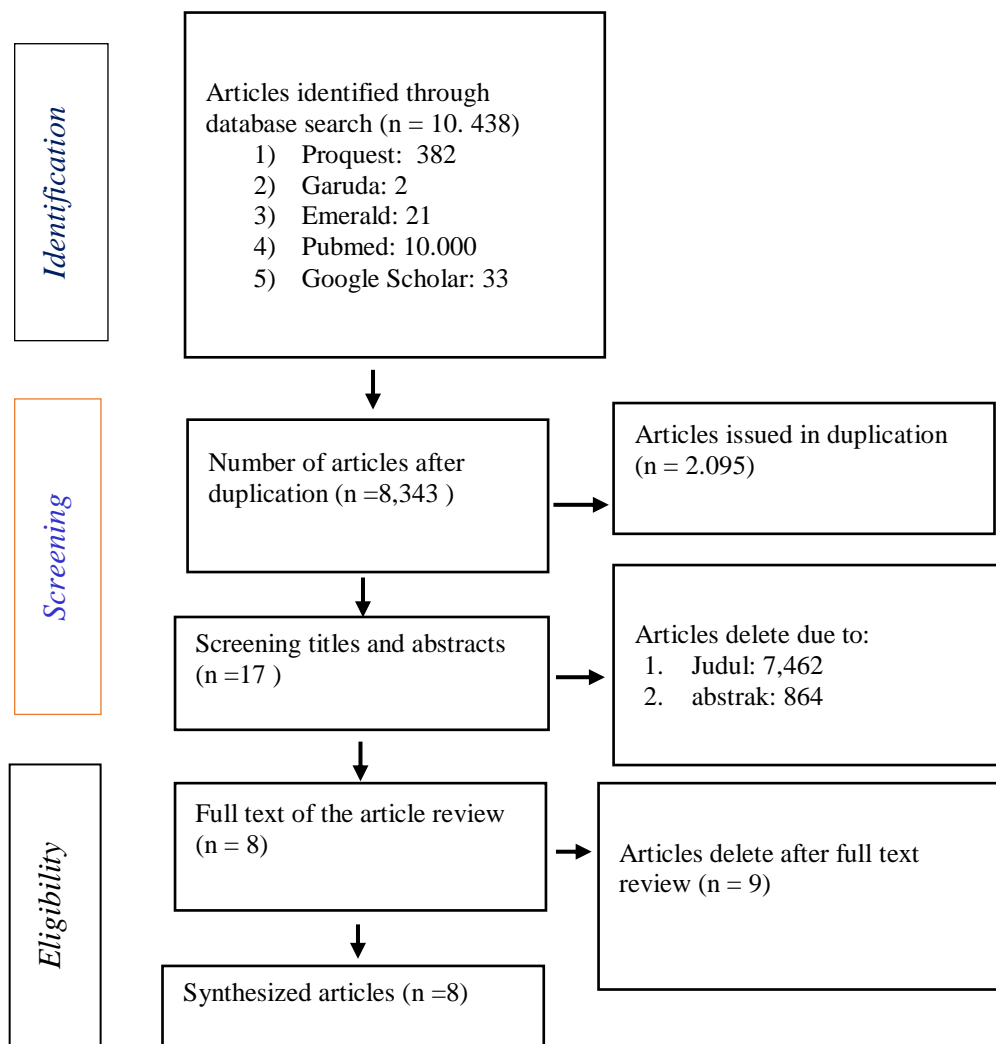 Identification
Articles identified through
database search (n = 10. 438)
1) Proquest: 382
2) Garuda: 2
3) Emerald: 21
4) Pubmed: 10.000
5) Google Scholar: 33
Screening
Number of articles after
duplication (n =8,343 )
Articles issued in duplication
(n = 2.095)
Screening titles and abstracts
(n =17 )
Articles delete due to:
1. Judul: 7,462
2. abstrak: 864
Eligibility
Full text of the article review
(n = 8)
Articles delete after full text
review (n = 9)
Synthesized articles (n =8)